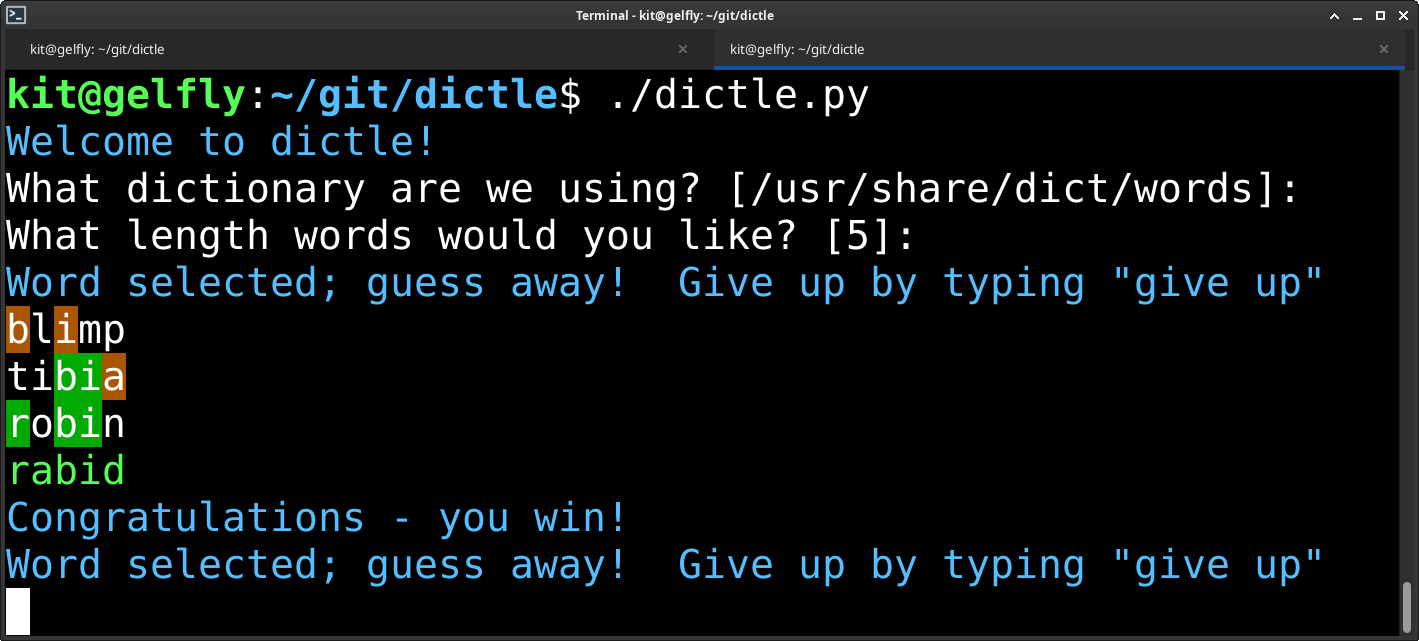 Terminal - kit@gelfly: ~/git/dictle
kit@gelfly: ~/git/dictle
kit@gelfly: ~/git/dictle
kit@gelfly:~/git/dictle$ ./dictle.py
Welcome to dictle!
What dictionary are we using? [/usr/share/dict/words]:
What length words would you like? [5]:
Word selected; guess away!  Give up by typing "give up"
blimp
tibia
robin
rabid
Congratulations - you win!
Word selected; guess away!  Give up by typing "give up"